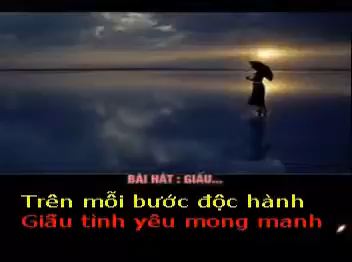 BÀI HÁT : GIẤU...
Trên mỗi bước độc hành
Giấu tình yêu mong manh